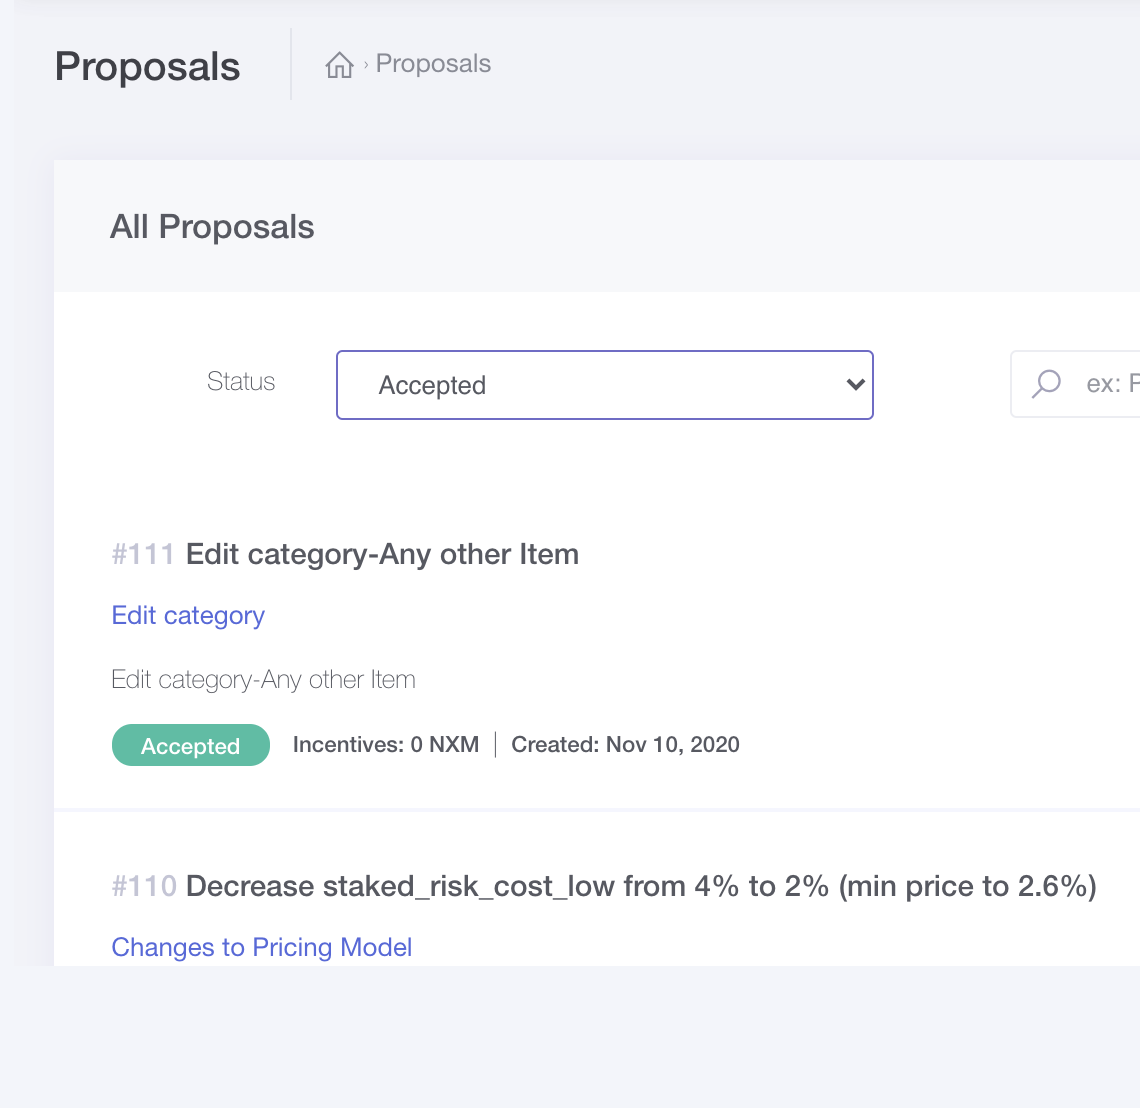 Proposals
› Proposals
All Proposals
Status
Accepted
ex: P
#111 Edit category-Any other Item
Edit category
Edit category-Any other Item
Accepted
Incentives: 0 NXM | Created: Nov 10, 2020
#110 Decrease staked_risk_cost_low from 4% to 2% (min price to 2.6%)
Changes to Pricing Model